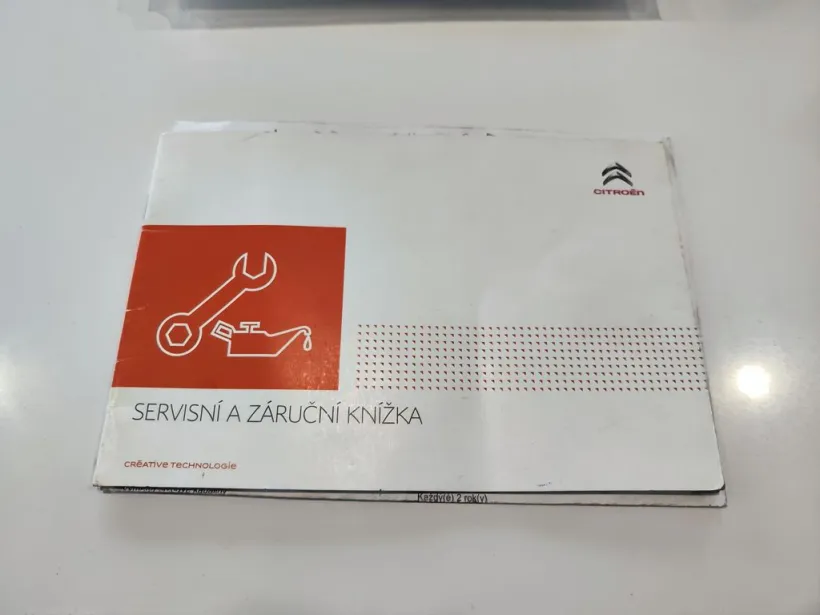 CITROËN
SERVISNÍ A ZÁRUČNÍ KNÍŽKA
CRÉATIVE TECHNOLOGIE
Každý(é) 2 rok(y)